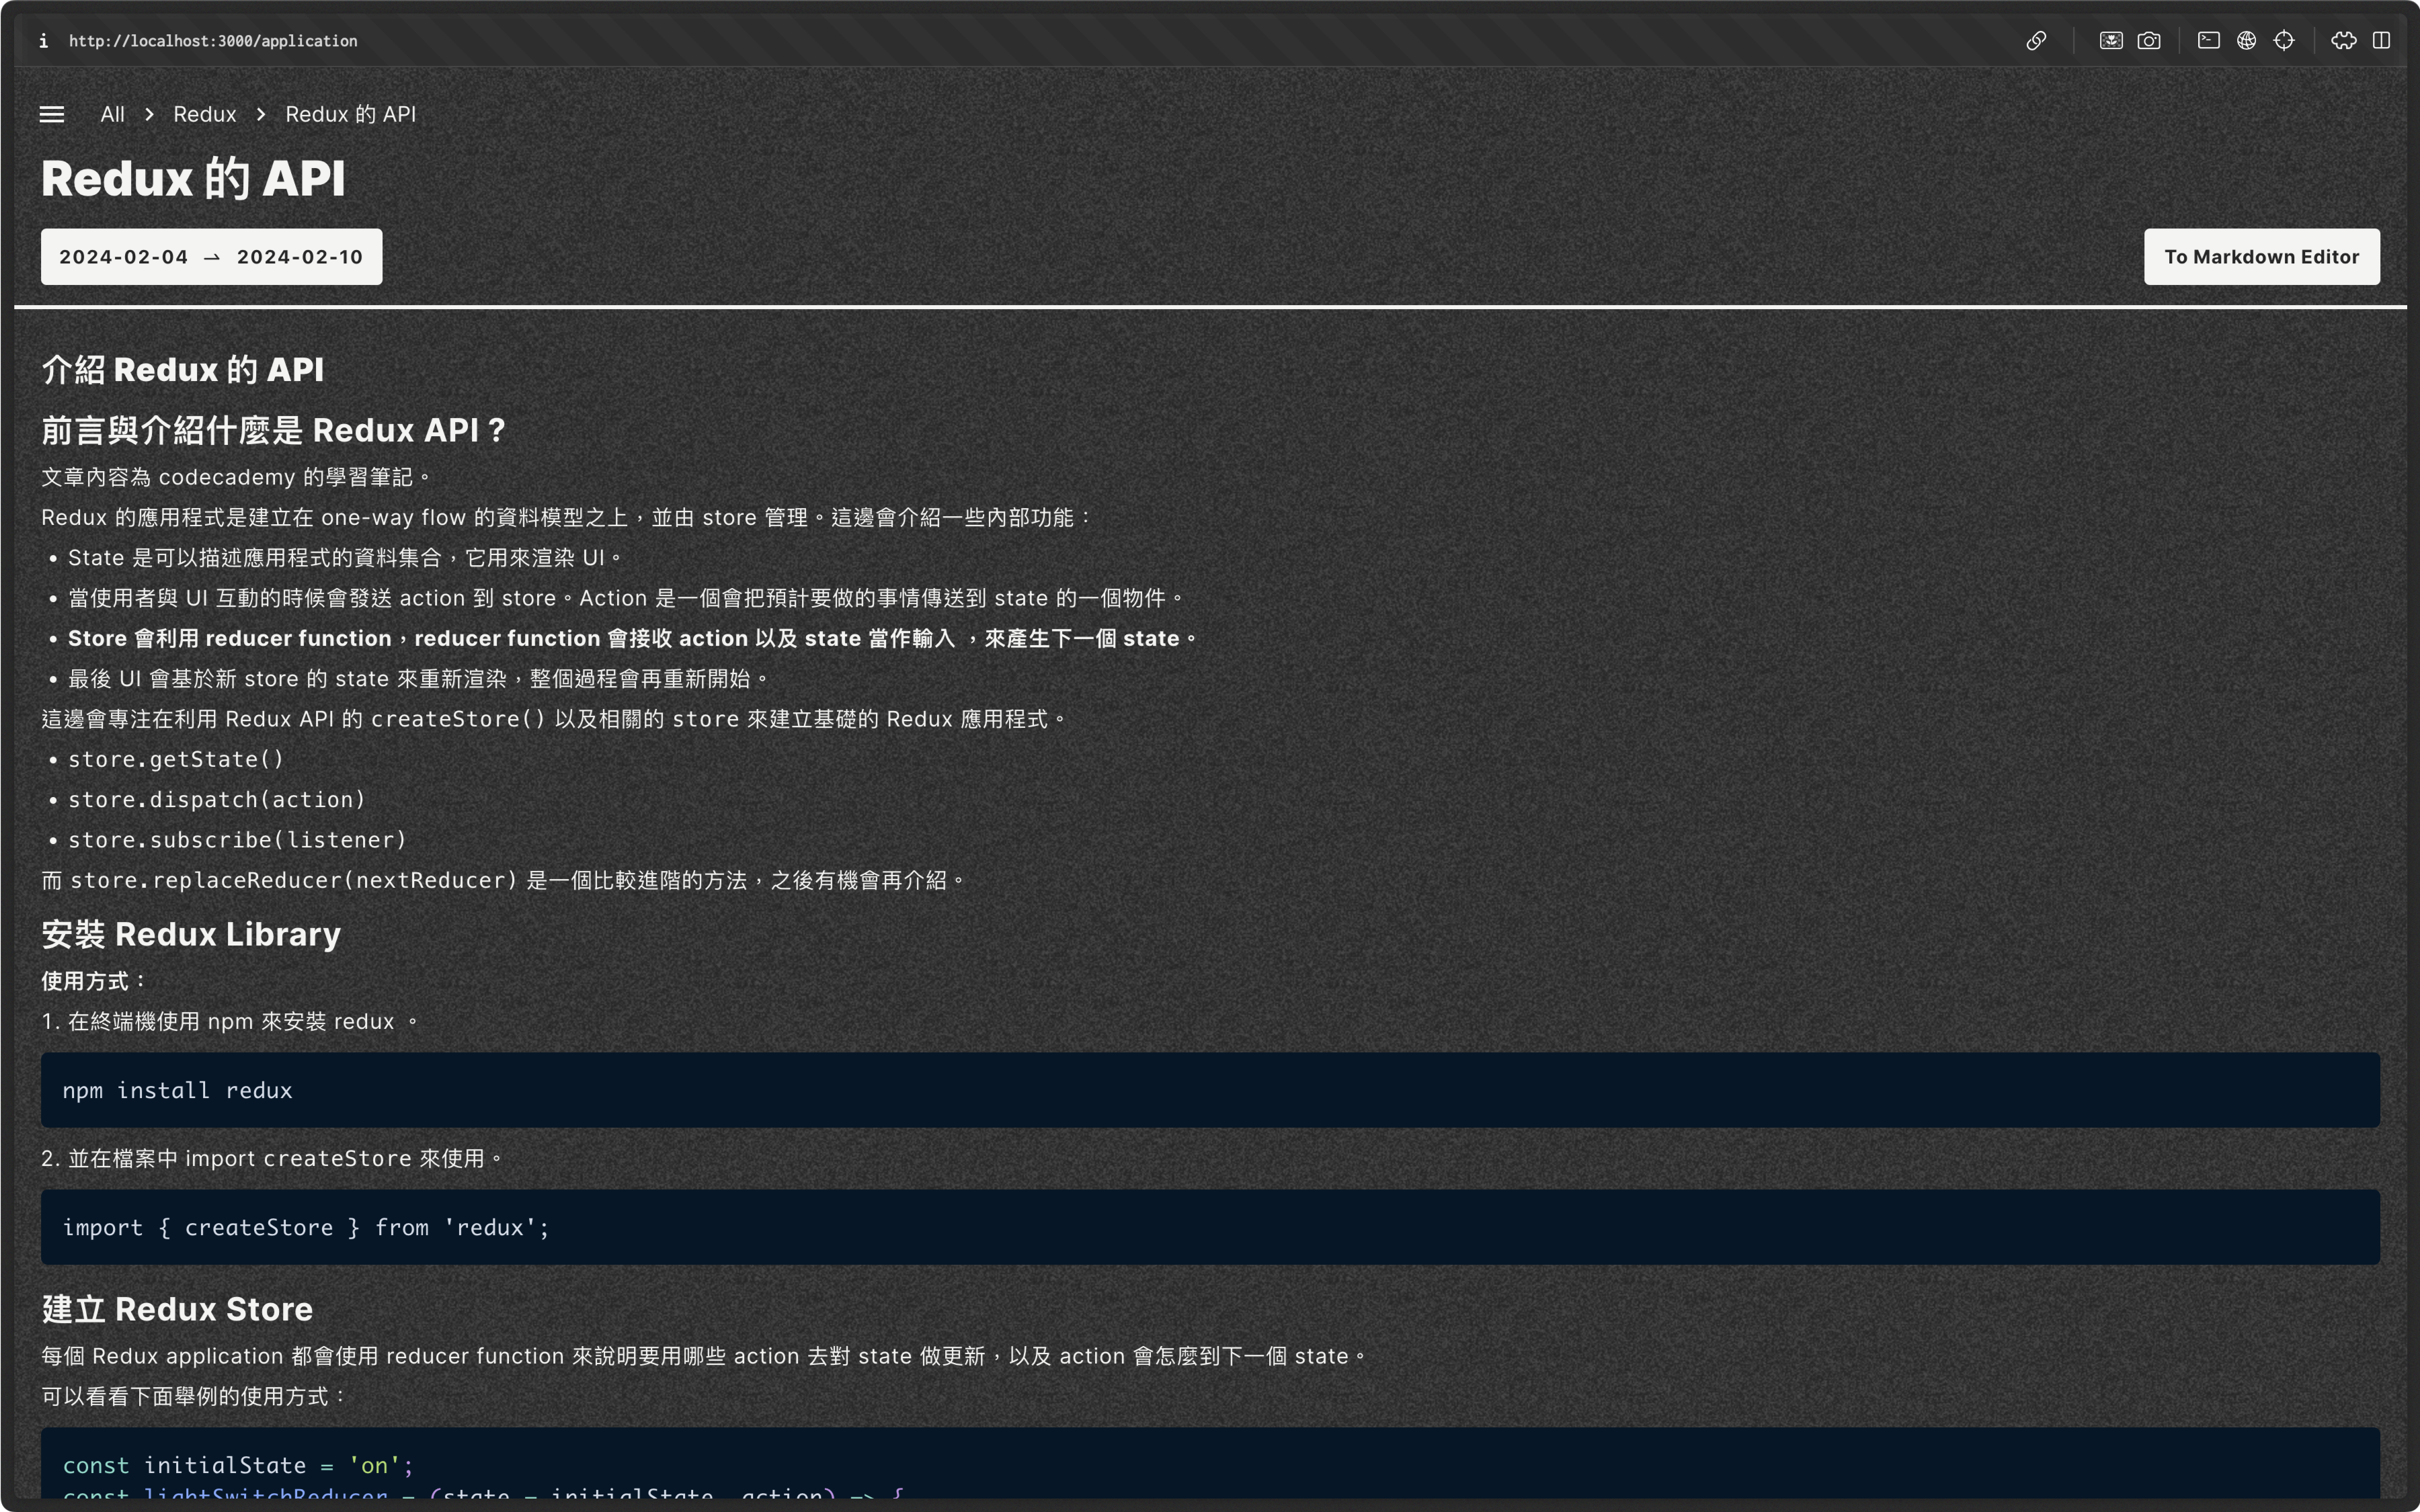 i http://localhost:3000/application
All > Redux > Redux 的 API
Redux 的 API
2024-02-04 → 2024-02-10
To Markdown Editor
介紹 Redux 的 API
前言與介紹什麼是 Redux API？
文章內容為 codecademy 的學習筆記。
Redux 的應用程式是建立在 one-way flow 的資料模型之上，並由 store 管理。這邊會介紹一些內部功能：
• State 是可以描述應用程式的資料集合，它用來渲染 UI。
• 當使用者與 UI 互動的時候會發送 action 到 store。Action 是一個會把預計要做的事情傳送到 state 的一個物件。
• Store 會利用 reducer function，reducer function 會接收 action 以及 state 當作輸入 ，來產生下一個 state。
• 最後 UI 會基於新 store 的 state 來重新渲染，整個過程會再重新開始。
這邊會專注在利用 Redux API 的 createStore() 以及相關的 store 來建立基礎的 Redux 應用程式。
• store.getState()
• store.dispatch(action)
• store.subscribe(listener)
而 store.replaceReducer(nextReducer) 是一個比較進階的方法，之後有機會再介紹。
安裝 Redux Library
使用方式：
1. 在終端機使用 npm 來安裝 redux 。
npm install redux
2. 並在檔案中 import createStore 來使用。
import { createStore } from 'redux';
建立 Redux Store
每個 Redux application 都會使用 reducer function 來說明要用哪些 action 去對 state 做更新，以及 action 會怎麼到下一個 state。
可以看看下面舉例的使用方式：
const initialState = 'on';
const lightSwitchReducer = (state = initialState, action) => {